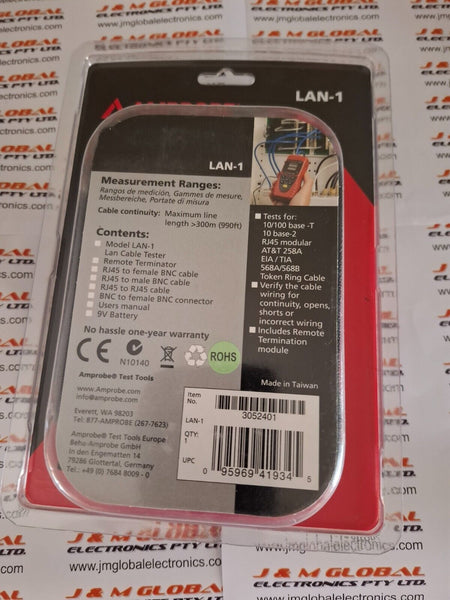 LAN-1
AMPROBE
LAN-1
Measurement Ranges:
Rangos de medición, Gammes de mesure,
Messbereiche, Portate di misura
Cable continuity: Maximum line
length >300m (990ft)
Contents:
Model LAN-1
Lan Cable Tester
Remote Terminator
RJ45 to female BNC cable
RJ45 to male BNC cable
RJ45 to RJ45 cable
BNC to female BNC connector
Users manual
9V Battery
No hassle one-year warranty
CE
N10140
ROHS
Amprobe® Test Tools
www.Amprobe.com
info@amprobe.com
Everett, WA 98203
Tel: 877-AMPROBE (267-7623)
Amprobe® Test Tools Europe
Beha-Amprobe GmbH
In den Engematten 14
79286 Glottertal, Germany
Tel.: +49 (0) 7684 8009 - 0
Tests for:
10/100 base -T
10 base-2
RJ45 modular
AT&T 258A
EIA / TIA
568A/568B
Token Ring Cable
Verify the cable
wiring for
continuity, opens,
shorts or
incorrect wiring
Includes Remote
Termination
module
Made in Taiwan
Item
No.
3052401
LAN-1
QTY:
1
UPC
0 95969 41934 5
J & M GLOBAL
ELECTRONICS PTY LTD.
www.jmglobalelectronics.com